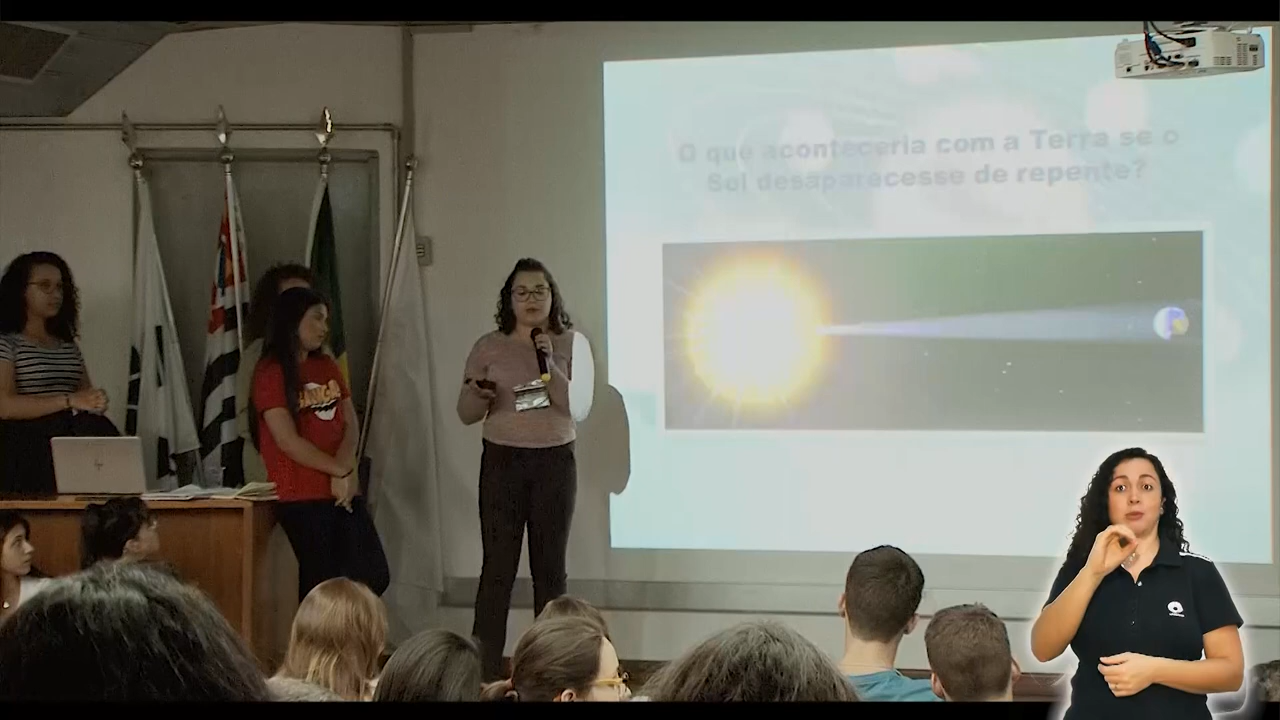 O que aconteceria com a Terra se o
Sol desaparecesse de repente?